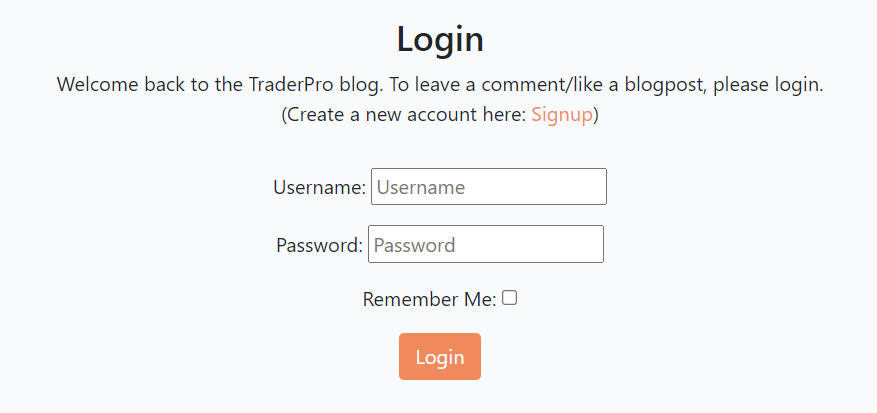 Login
Welcome back to the TraderPro blog. To leave a comment/like a blogpost, please login.
(Create a new account here: Signup)
Username: Username
Password: Password
Remember Me:
Login